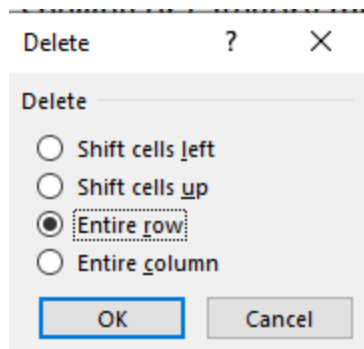 Delete ?
Delete
Shift cells left
Shift cells up
Entire row
Entire column
OK Cancel